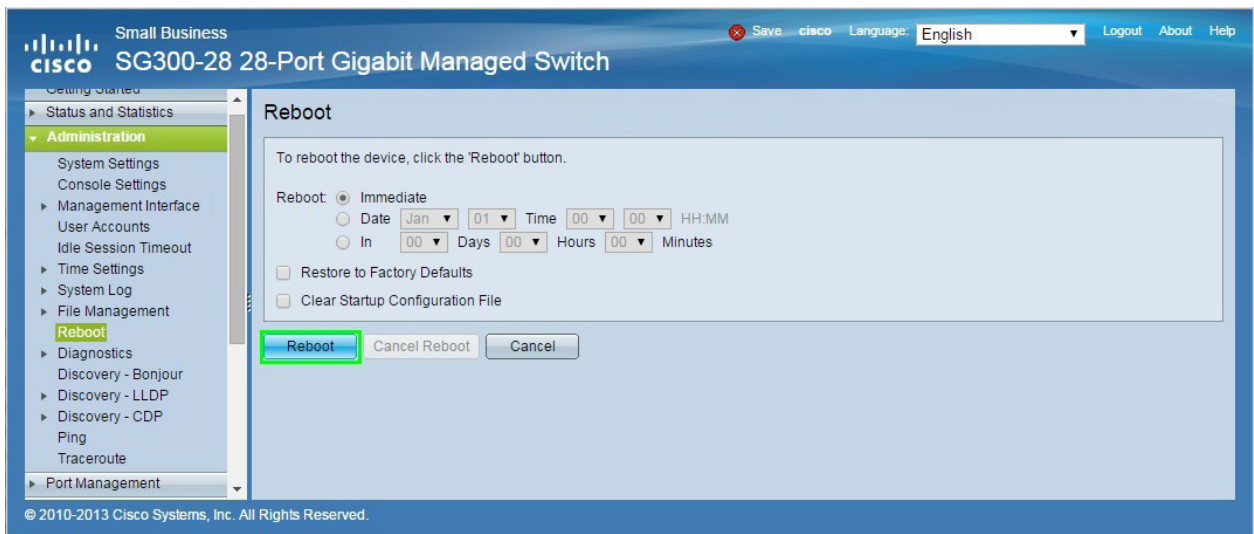 Small Business
cisco SG300-28 28-Port Gigabit Managed Switch
Save cisco Language: English Logout About Help
Getting Started
Status and Statistics
Administration
System Settings
Console Settings
Management Interface
User Accounts
Idle Session Timeout
Time Settings
System Log
File Management
Reboot
Diagnostics
Discovery - Bonjour
Discovery - LLDP
Discovery - CDP
Ping
Traceroute
Port Management
Reboot
To reboot the device, click the 'Reboot' button.
Reboot: Immediate
Date Jan 01 Time 00 00 HH:MM
In 00 Days 00 Hours 00 Minutes
Restore to Factory Defaults
Clear Startup Configuration File
Reboot Cancel Reboot Cancel
© 2010-2013 Cisco Systems, Inc. All Rights Reserved.